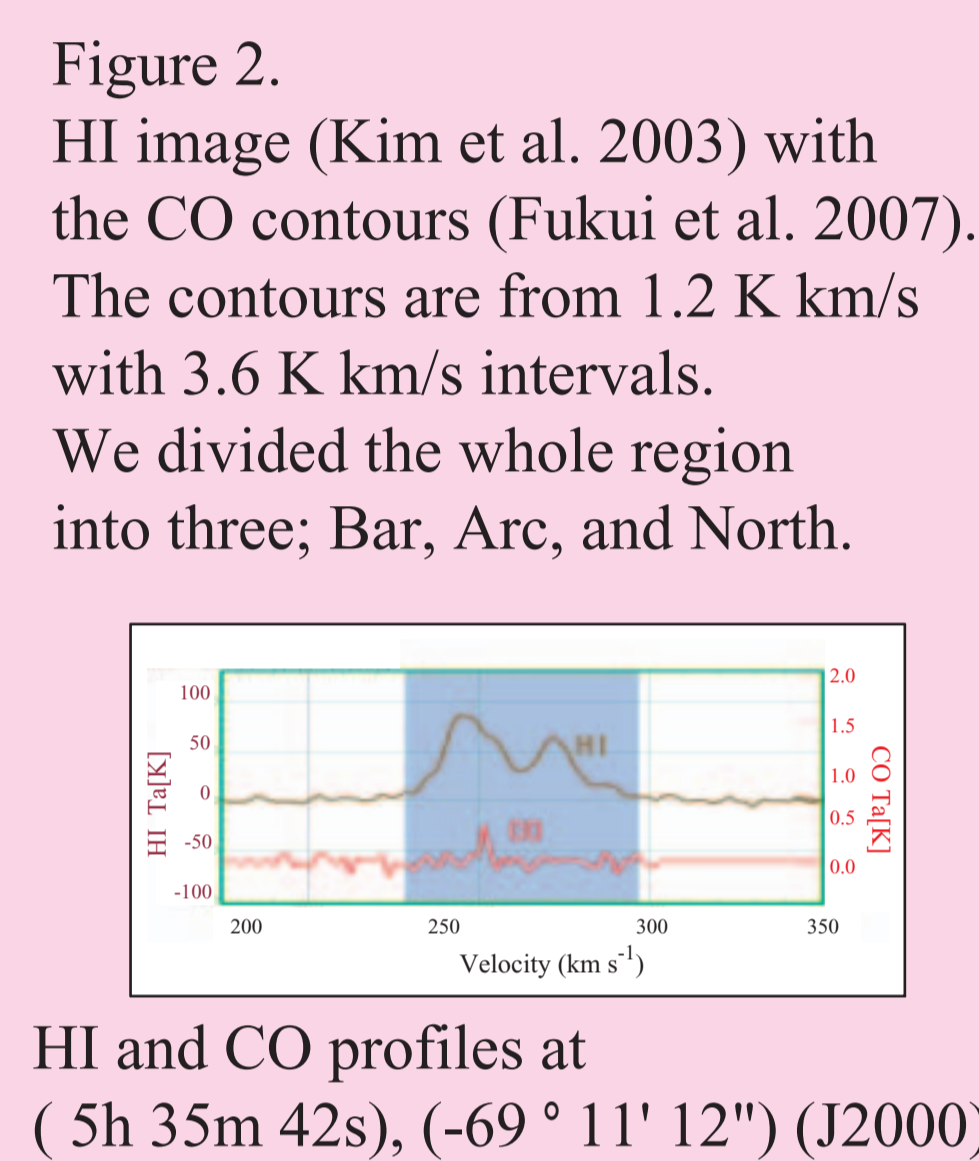 Figure 2.
HI image (Kim et al. 2003) with
the CO contours (Fukui et al. 2007).
The contours are from 1.2 K km/s
with 3.6 K km/s intervals.
We divided the whole region
into three; Bar, Arc, and North.
HI Ta[K]
100
50
0
-50
-100
HI
2.0
1.5
1.0
0.5
0.0
CO Ta[K]
200 250 300 350
Velocity (km s⁻¹)
HI and CO profiles at
( 5h 35m 42s), (-69 ° 11' 12") (J2000)